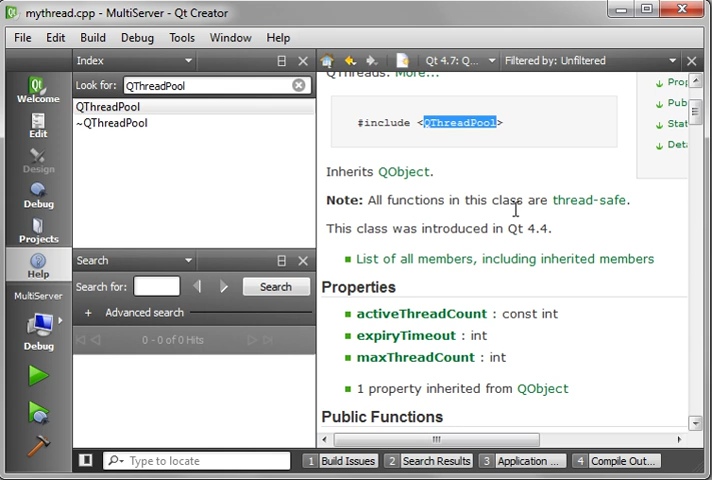 mythread.cpp - MultiServer - Qt Creator
File Edit Build Debug Tools Window Help
Index
Qt 4.7: Q...
Filtered by: Unfiltered
Welcome
Edit
Design
Debug
Projects
Help
MultiServer
Debug
Look for: QThreadPool
QThreadPool
~QThreadPool
Search
Search for: Search
+ Advanced search
0 - 0 of 0 Hits
QThreads. More...
#include <QThreadPool>
Inherits QObject.
Note: All functions in this class are thread-safe.
This class was introduced in Qt 4.4.
List of all members, including inherited members
Properties
activeThreadCount : const int
expiryTimeout : int
maxThreadCount : int
1 property inherited from QObject
Public Functions
Prop
Pub
Stat
Deta
Type to locate
1 Build Issues
2 Search Results
3 Application ...
4 Compile Out...